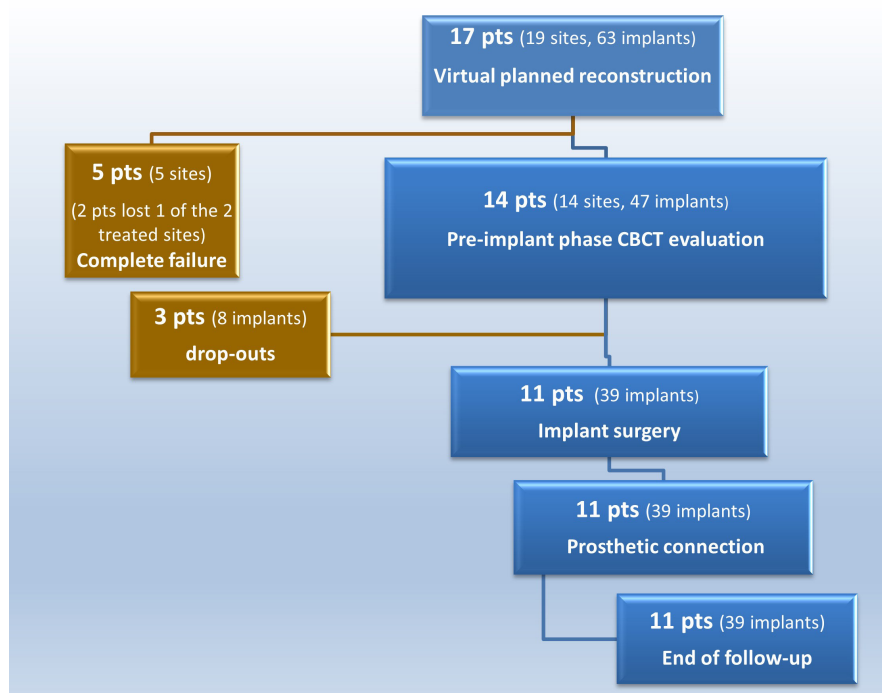 17 pts (19 sites, 63 implants)
Virtual planned reconstruction
5 pts (5 sites)
(2 pts lost 1 of the 2
treated sites)
Complete failure
14 pts (14 sites, 47 implants)
Pre-implant phase CBCT evaluation
3 pts (8 implants)
drop-outs
11 pts (39 implants)
Implant surgery
11 pts (39 implants)
Prosthetic connection
11 pts (39 implants)
End of follow-up